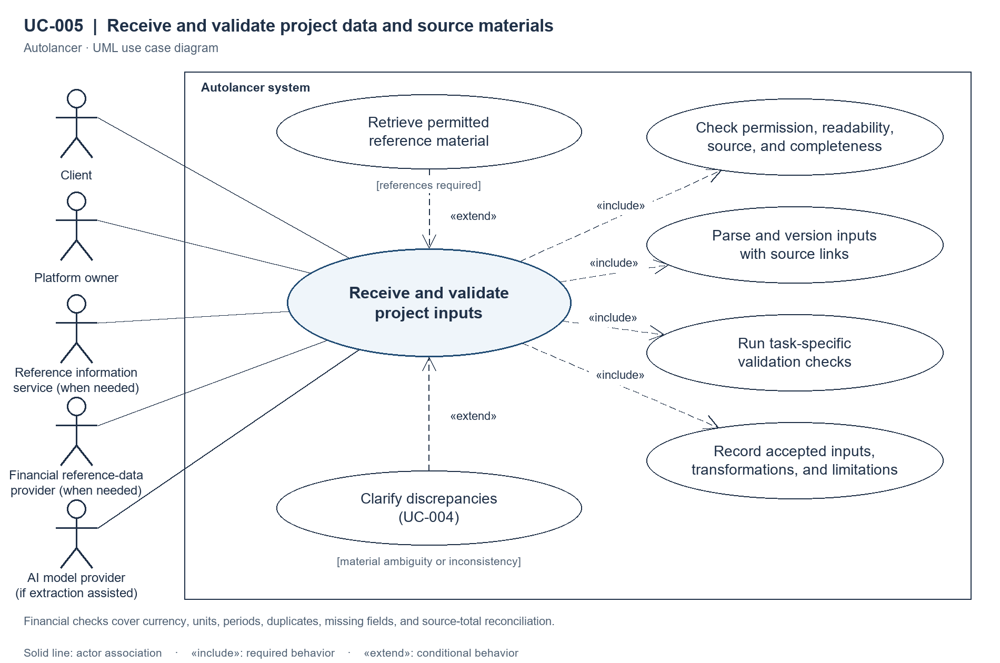 UC-005 | Receive and validate project data and source materials
Autolancer · UML use case diagram
Autolancer system
Client
Platform owner
Reference information
service (when needed)
Financial reference-data
provider (when needed)
AI model provider
(if extraction assisted)
Retrieve permitted
reference material
[references required]
«extend»
Receive and validate
project inputs
«extend»
Clarify discrepancies
(UC-004)
[material ambiguity or inconsistency]
«include»
«include»
«include»
«include»
Check permission, readability,
source, and completeness
Parse and version inputs
with source links
Run task-specific
validation checks
Record accepted inputs,
transformations, and limitations
Financial checks cover currency, units, periods, duplicates, missing fields, and source-total reconciliation.
Solid line: actor association · «include»: required behavior · «extend»: conditional behavior